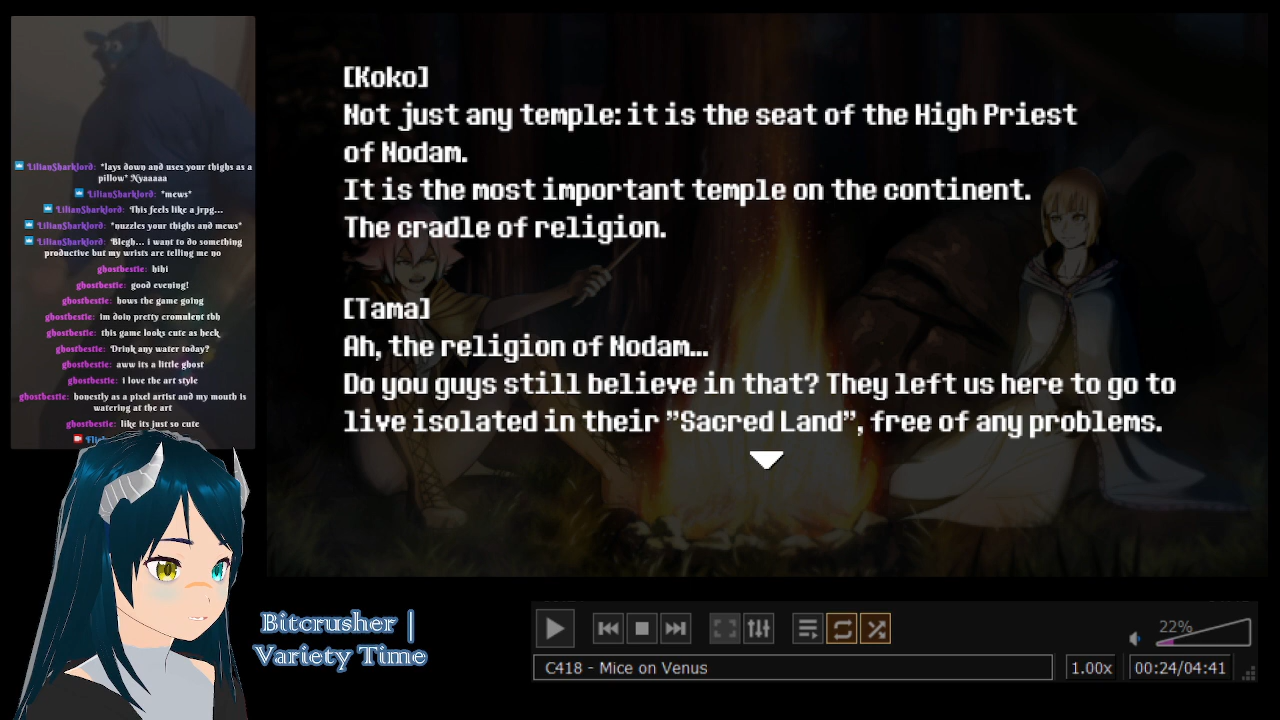 LilianSharklord: *lays down and uses your thighs as a
pillow* Nyaaaaa
LilianSharklord: *mews*
LilianSharklord: This feels like a jrpg...
LilianSharklord: *nuzzles your thighs and mews*
LilianSharklord: Blegh... i want to do something
productive but my wrists are telling me no
ghostbestie: hihi
ghostbestie: good evening!
ghostbestie: hows the game going
ghostbestie: im doin pretty cromulent tbh
ghostbestie: this game looks cute as heck
ghostbestie: Drink any water today?
ghostbestie: aww its a little ghost
ghostbestie: i love the art style
ghostbestie: honestly as a pixel artist and my mouth is
watering at the art
ghostbestie: like its just so cute
[Koko]
Not just any temple: it is the seat of the High Priest
of Nodam.
It is the most important temple on the continent.
The cradle of religion.
[Tama]
Ah, the religion of Nodam...
Do you guys still believe in that? They left us here to go to
live isolated in their "Sacred Land", free of any problems.
Bitcrusher |
Variety Time
22%
C418 - Mice on Venus
1.00x
00:24/04:41